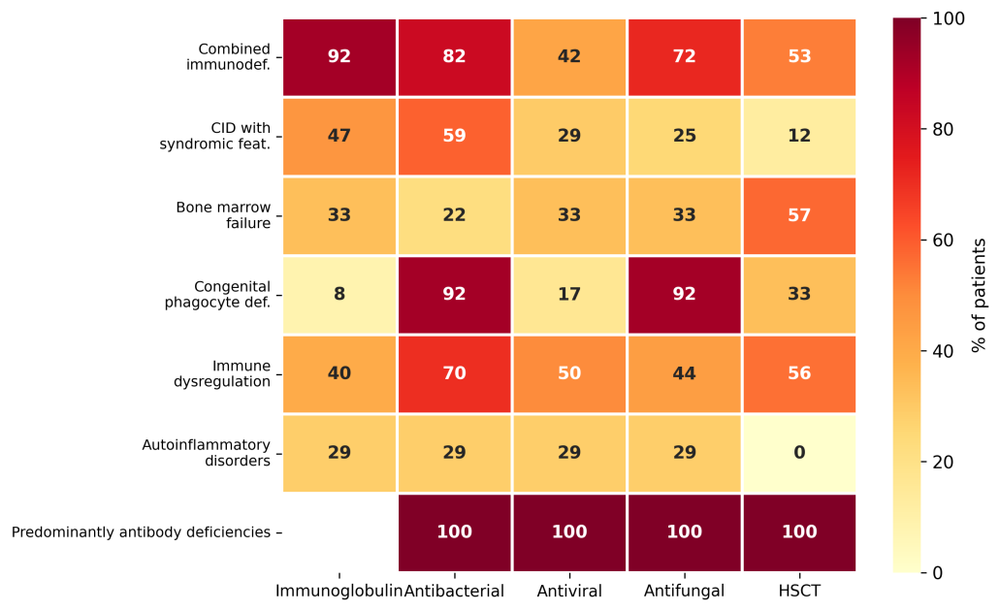 Combined
immunodef.
92 82 42 72 53
CID with
syndromic feat.
47 59 29 25 12
Bone marrow
failure
33 22 33 33 57
Congenital
phagocyte def.
8 92 17 92 33
Immune
dysregulation
40 70 50 44 56
Autoinflammatory
disorders
29 29 29 29 0
Predominantly antibody deficiencies
100 100 100 100
Immunoglobulin Antibacterial Antiviral Antifungal HSCT
100
80
60
40
20
0
% of patients